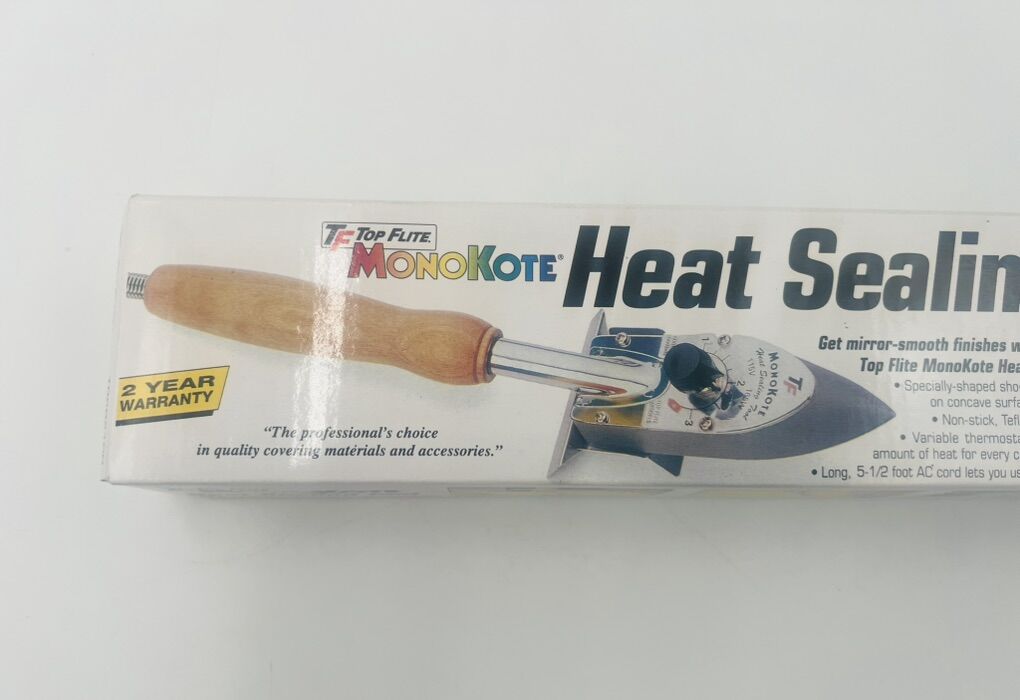 TF TOP FLITE.
MONOKOTE® Heat Sealin
Get mirror-smooth finishes w
Top Flite MonoKote Hea
• Specially-shaped sho
on concave surfa
• Non-stick, Tefl
• Variable thermosta
amount of heat for every c
• Long, 5-1/2 foot AC cord lets you us
2 YEAR
WARRANTY
"The professional's choice
in quality covering materials and accessories."
TF
MONOKOTE
Heat Sealing Tool
115V
1
2
3